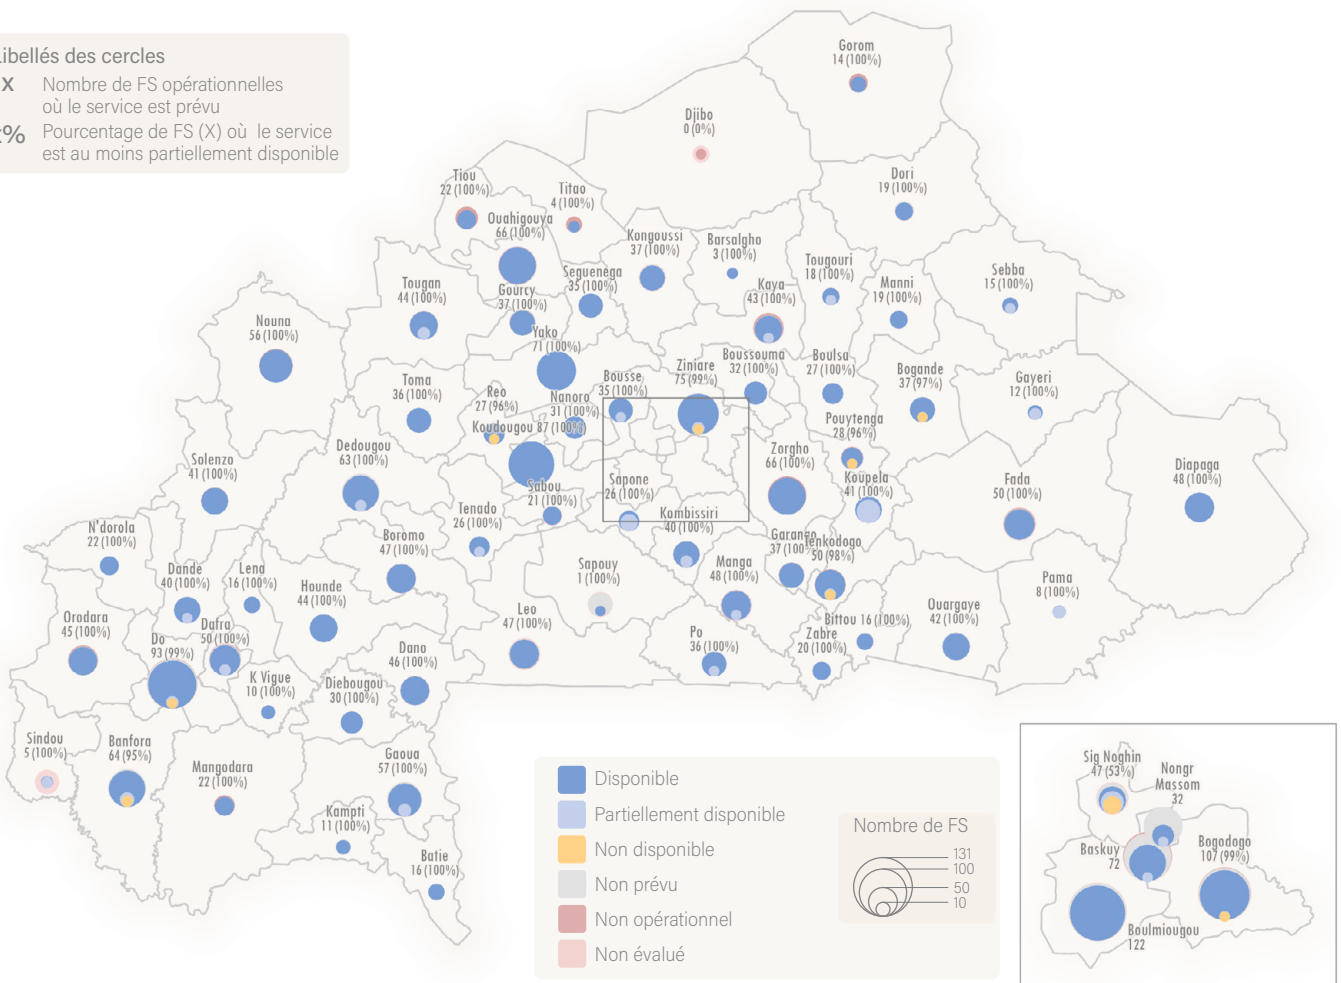 Libellés des cercles
X Nombre de FS opérationnelles
où le service est prévu
% Pourcentage de FS (X) où le service
est au moins partiellement disponible
Gorom
14 (100%)
Djibo
0 (0%)
Dori
19 (100%)
Tiou
22 (100%)
Titao
4 (100%)
Ouahigouya
66 (100%)
Kongoussi
37 (100%)
Barsalgho
3 (100%)
Tougouri
18 (100%)
Sebba
15 (100%)
Seguenega
35 (100%)
Tougan
44 (100%)
Gourcy
37 (100%)
Kaya
43 (100%)
Manni
19 (100%)
Nouna
56 (100%)
Yako
71 (100%)
Ziniare
75 (99%)
Boussouma
32 (100%)
Boulsa
27 (100%)
Bogande
37 (97%)
Gayeri
12 (100%)
Toma
36 (100%)
Reo
27 (96%)
Nanoro
31 (100%)
Bousse
35 (100%)
Koudougou 87 (100%)
Pouytenga
28 (96%)
Dedougou
63 (100%)
Solenzo
41 (100%)
Zorgho
66 (100%)
Koupela
41 (100%)
Fada
50 (100%)
Diapaga
48 (100%)
Sabou
21 (100%)
Sapone
26 (100%)
Tenado
26 (100%)
Kombissiri
40 (100%)
N'dorola
22 (100%)
Boromo
47 (100%)
Garango
37 (100%)
Tenkodogo
50 (98%)
Dande
40 (100%)
Lena
16 (100%)
Hounde
44 (100%)
Sapouy
1 (100%)
Manga
48 (100%)
Pama
8 (100%)
Orodara
45 (100%)
Do
93 (99%)
Dafra
50 (100%)
Leo
47 (100%)
Po
36 (100%)
Bittou 16 (100%)
Zabre
20 (100%)
Ouargaye
42 (100%)
Dano
46 (100%)
K Vigue
10 (100%)
Diebougou
30 (100%)
Sindou
5 (100%)
Banfora
64 (95%)
Mangodara
22 (100%)
Gaoua
57 (100%)
Kampti
11 (100%)
Batie
16 (100%)
Disponible
Partiellement disponible
Non disponible
Non prévu
Non opérationnel
Non évalué
Nombre de FS
131
100
50
10
Sig Noghin
47 (53%)
Nongr
Massom
32
Baskuy
72
Bogodogo
107 (99%)
Boulmiougou
122